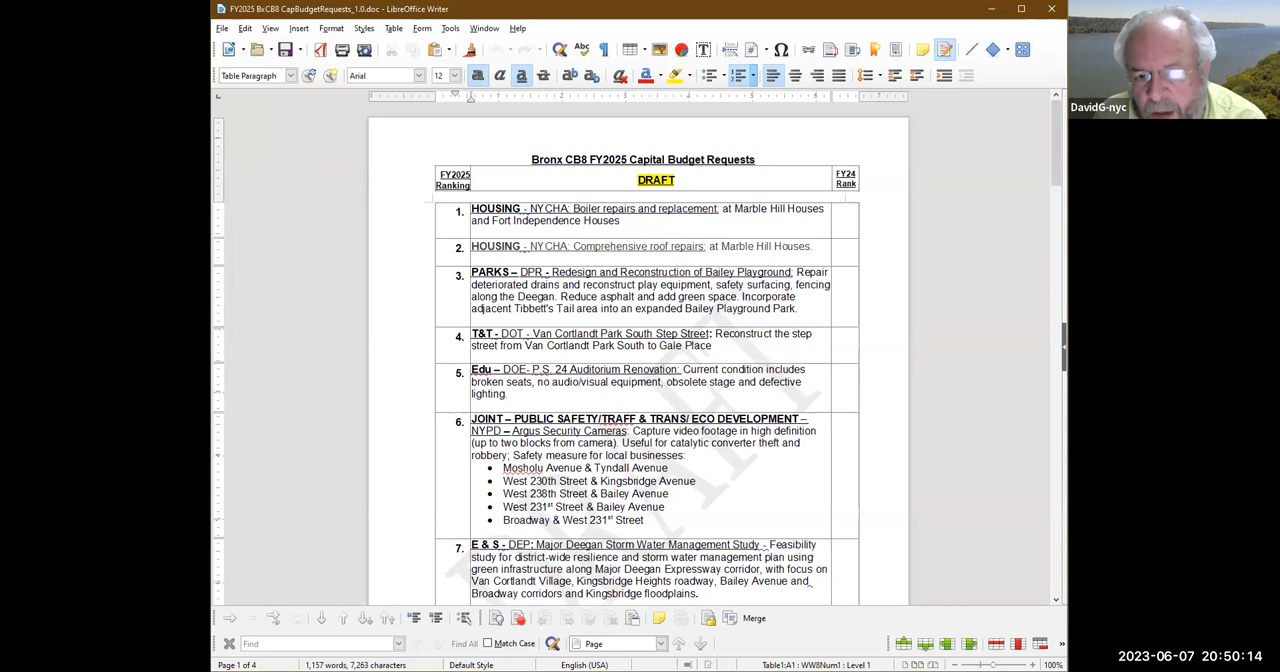 FY2025 BxCB8 CapBudgetRequests_1.0.doc - LibreOffice Writer
File Edit View Insert Format Styles Table Form Tools Window Help
Table Paragraph Arial 12
DavidG-nyc
Bronx CB8 FY2025 Capital Budget Requests
FY2025 Ranking DRAFT FY24 Rank
1. HOUSING - NYCHA: Boiler repairs and replacement: at Marble Hill Houses
and Fort Independence Houses
2. HOUSING - NYCHA: Comprehensive roof repairs: at Marble Hill Houses.
3. PARKS – DPR - Redesign and Reconstruction of Bailey Playground: Repair
deteriorated drains and reconstruct play equipment, safety surfacing, fencing
along the Deegan. Reduce asphalt and add green space. Incorporate
adjacent Tibbett's Tail area into an expanded Bailey Playground Park.
4. T&T - DOT - Van Cortlandt Park South Step Street: Reconstruct the step
street from Van Cortlandt Park South to Gale Place
5. Edu – DOE- P.S. 24 Auditorium Renovation: Current condition includes
broken seats, no audio/visual equipment, obsolete stage and defective
lighting.
6. JOINT – PUBLIC SAFETY/TRAFF & TRANS/ ECO DEVELOPMENT –
NYPD – Argus Security Cameras: Capture video footage in high definition
(up to two blocks from camera). Useful for catalytic converter theft and
robbery; Safety measure for local businesses:
• Mosholu Avenue & Tyndall Avenue
• West 230th Street & Kingsbridge Avenue
• West 238th Street & Bailey Avenue
• West 231st Street & Bailey Avenue
• Broadway & West 231st Street
7. E & S - DEP: Major Deegan Storm Water Management Study - Feasibility
study for district-wide resilience and storm water management plan using
green infrastructure along Major Deegan Expressway corridor, with focus on
Van Cortlandt Village, Kingsbridge Heights roadway, Bailey Avenue and
Broadway corridors and Kingsbridge floodplains.
DRAFT
Merge
Find Find All Match Case Page
Page 1 of 4 1,157 words, 7,263 characters Default Style English (USA) Table1:A1 : WW8Num1 : Level 1 100%
2023-06-07 20:50:14